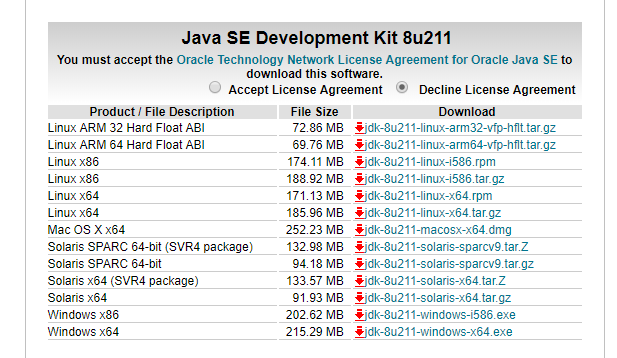 Java SE Development Kit 8u211
You must accept the Oracle Technology Network License Agreement for Oracle Java SE to
download this software.
Accept License Agreement Decline License Agreement
Product / File Description File Size Download
Linux ARM 32 Hard Float ABI 72.86 MB jdk-8u211-linux-arm32-vfp-hflt.tar.gz
Linux ARM 64 Hard Float ABI 69.76 MB jdk-8u211-linux-arm64-vfp-hflt.tar.gz
Linux x86 174.11 MB jdk-8u211-linux-i586.rpm
Linux x86 188.92 MB jdk-8u211-linux-i586.tar.gz
Linux x64 171.13 MB jdk-8u211-linux-x64.rpm
Linux x64 185.96 MB jdk-8u211-linux-x64.tar.gz
Mac OS X x64 252.23 MB jdk-8u211-macosx-x64.dmg
Solaris SPARC 64-bit (SVR4 package) 132.98 MB jdk-8u211-solaris-sparcv9.tar.Z
Solaris SPARC 64-bit 94.18 MB jdk-8u211-solaris-sparcv9.tar.gz
Solaris x64 (SVR4 package) 133.57 MB jdk-8u211-solaris-x64.tar.Z
Solaris x64 91.93 MB jdk-8u211-solaris-x64.tar.gz
Windows x86 202.62 MB jdk-8u211-windows-i586.exe
Windows x64 215.29 MB jdk-8u211-windows-x64.exe